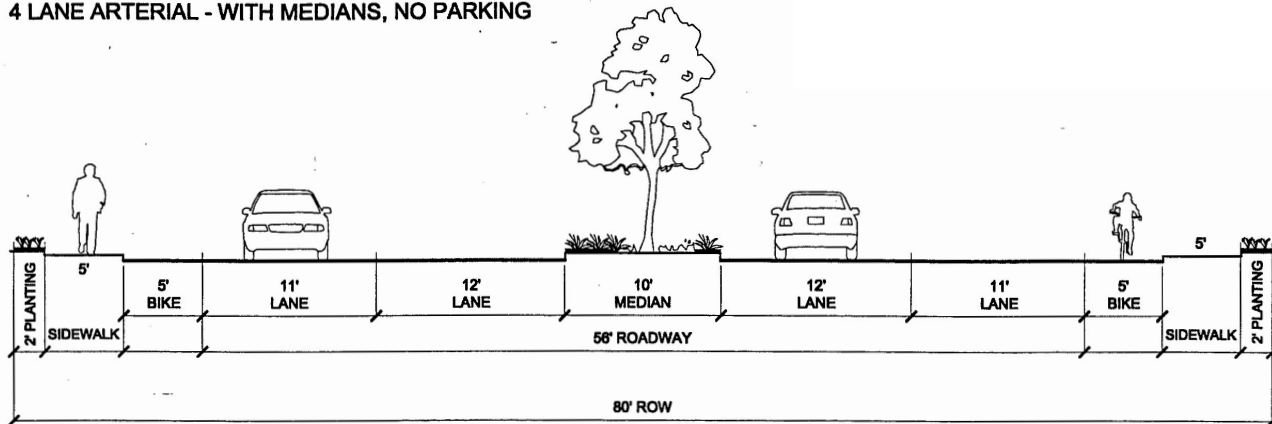 4 LANE ARTERIAL - WITH MEDIANS, NO PARKING
2' PLANTING
5'
SIDEWALK
5'
BIKE
11'
LANE
12'
LANE
10'
MEDIAN
12'
LANE
11'
LANE
5'
BIKE
5'
SIDEWALK
2' PLANTING
56' ROADWAY
80' ROW